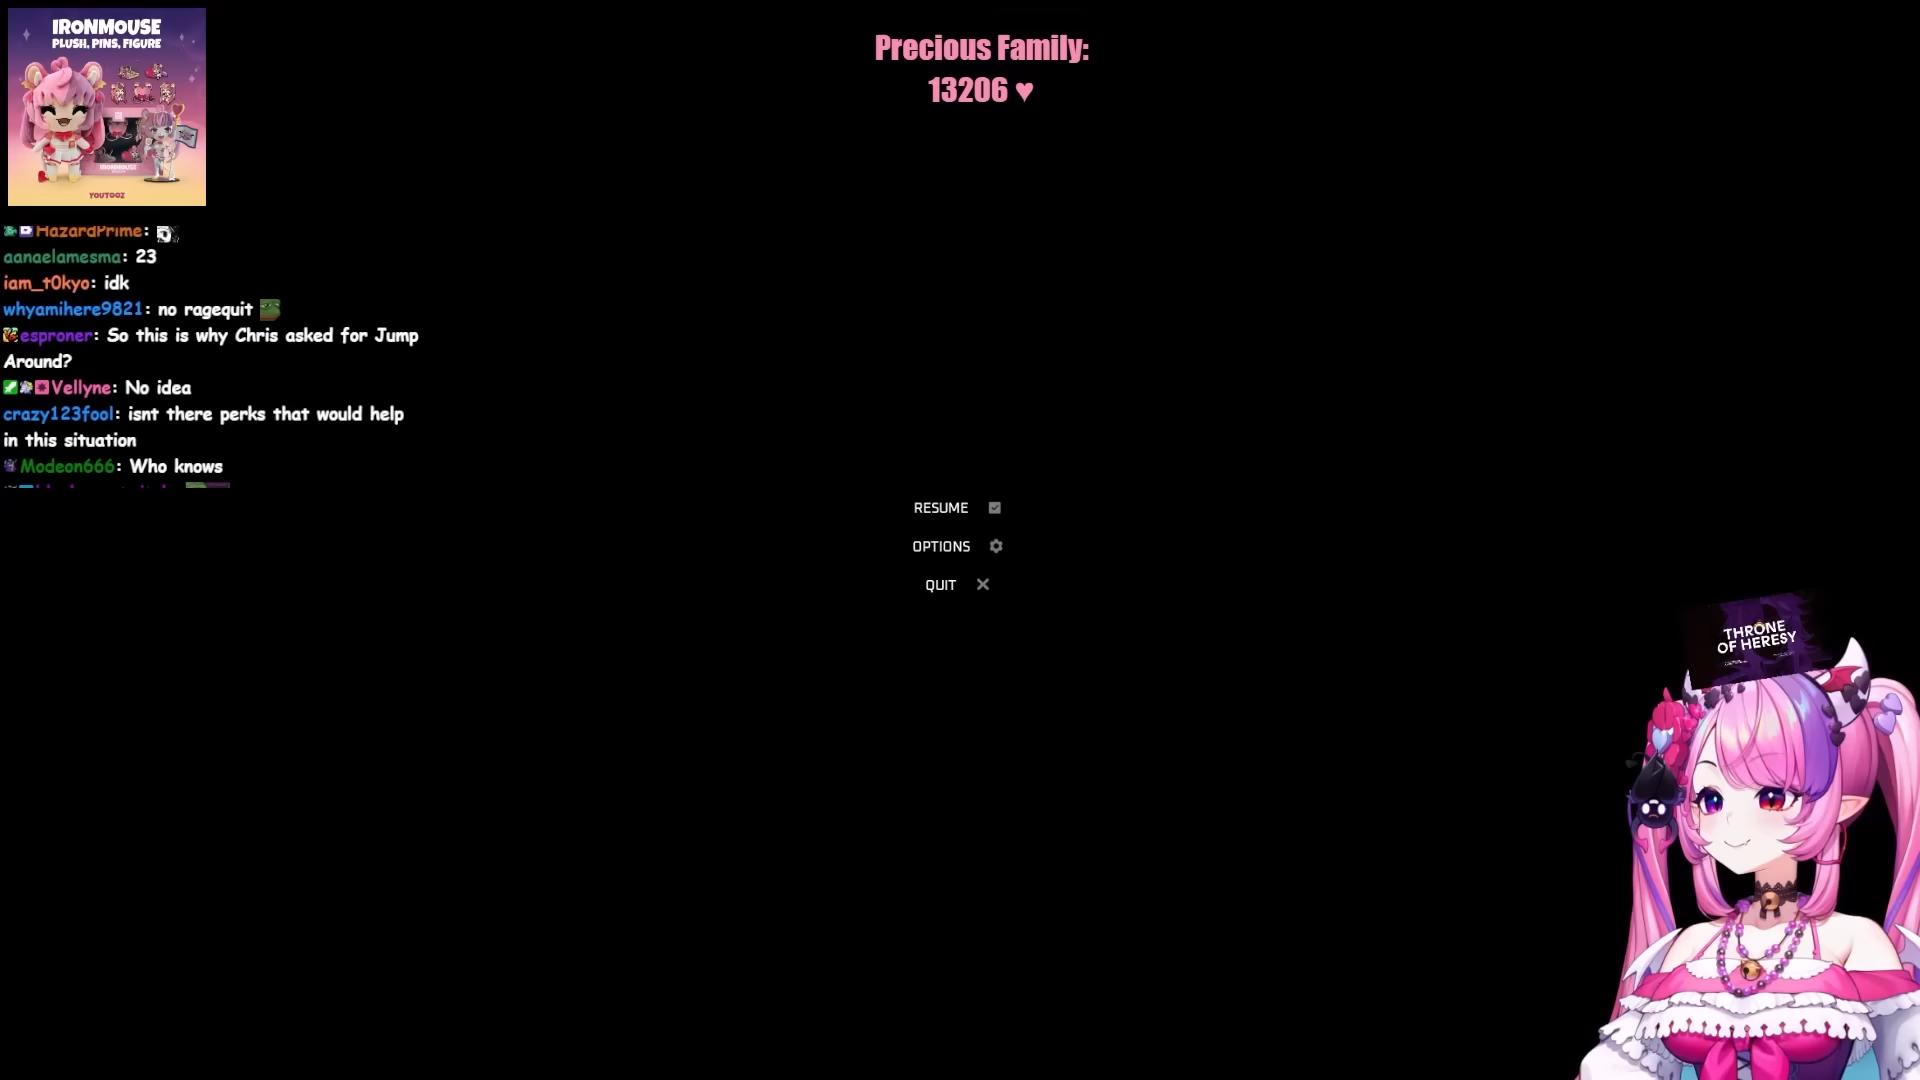 IRONMOUSE
PLUSH, PINS, FIGURE
YOUTOOZ
Precious Family:
13206 ♥
HazardPrime:
aanaelamesma: 23
iam_t0kyo: idk
whyamihere9821: no ragequit
esproner: So this is why Chris asked for Jump
Around?
Vellyne: No idea
crazy123fool: isnt there perks that would help
in this situation
Modeon666: Who knows
RESUME
OPTIONS
QUIT
THRONE
OF HERESY